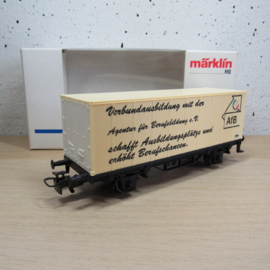 märklin
H0
Verbundausbildung mit der
Agentur für Berufsbildung e.V.
schafft Ausbildungsplätze und
erhöht Berufschancen.
AfB